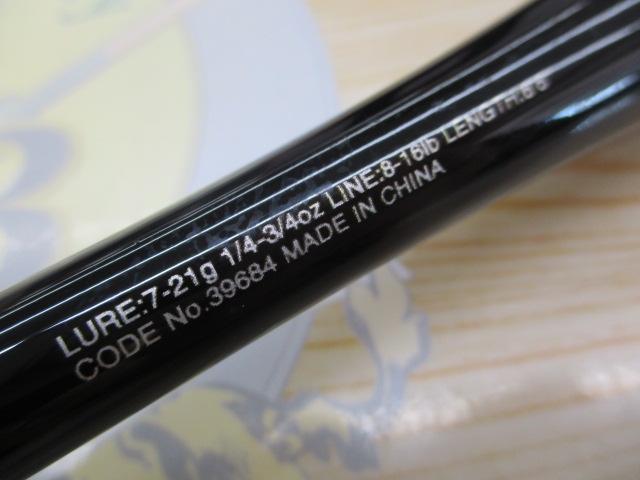 LURE:7-21g 1/4-3/4oz LINE:8-16lb LENGTH:
CODE No.39684 MADE IN CHINA